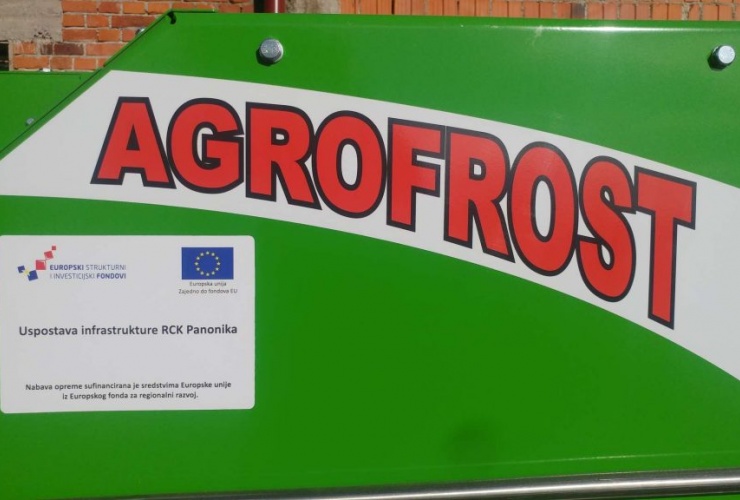 AGROFROST
EUROPSKI STRUKTURNI
I INVESTICIJSKI FONDOVI
Europska unija
Zajedno do fondova EU
Uspostava infrastrukture RCK Panonika
Nabava opreme sufinancirana je sredstvima Europske unije
iz Europskog fonda za regionalni razvoj.